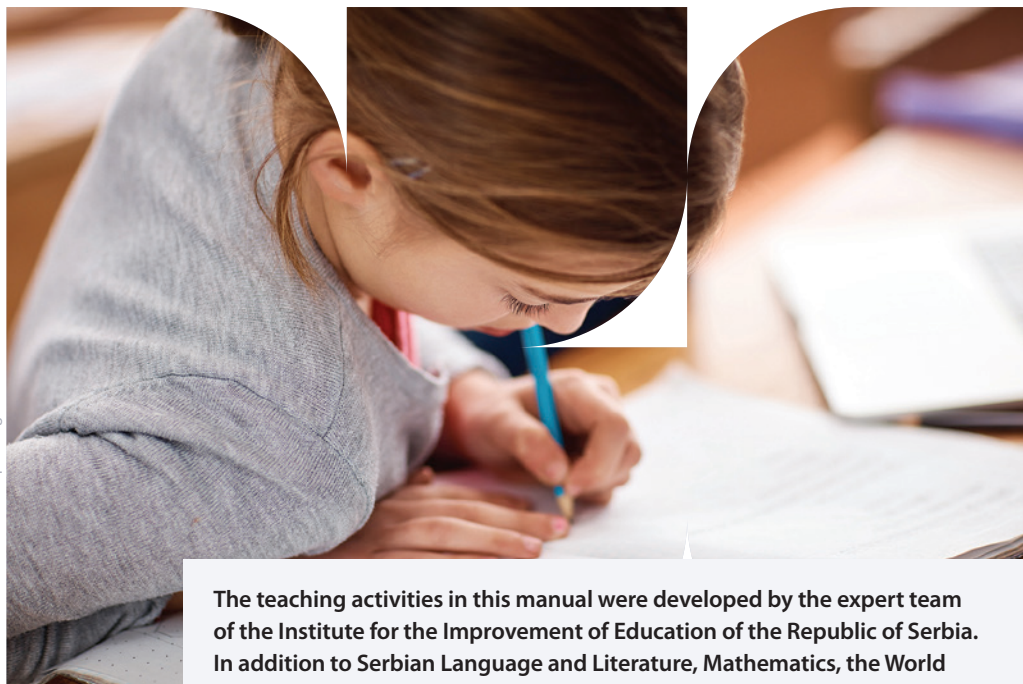 The teaching activities in this manual were developed by the expert team
of the Institute for the Improvement of Education of the Republic of Serbia.
In addition to Serbian Language and Literature, Mathematics, the World